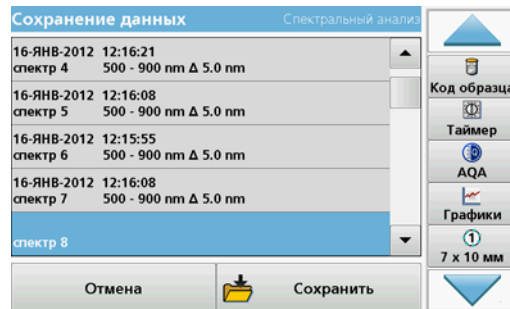 Сохранение данных Спектральный анализ
16-ЯНВ-2012 12:16:21
спектр 4 500 - 900 nm Δ 5.0 nm
16-ЯНВ-2012 12:16:08
спектр 5 500 - 900 nm Δ 5.0 nm
16-ЯНВ-2012 12:15:55
спектр 6 500 - 900 nm Δ 5.0 nm
16-ЯНВ-2012 12:16:08
спектр 7 500 - 900 nm Δ 5.0 nm
спектр 8
Отмена
Сохранить
Код образца
Таймер
AQA
Графики
1
7 x 10 мм